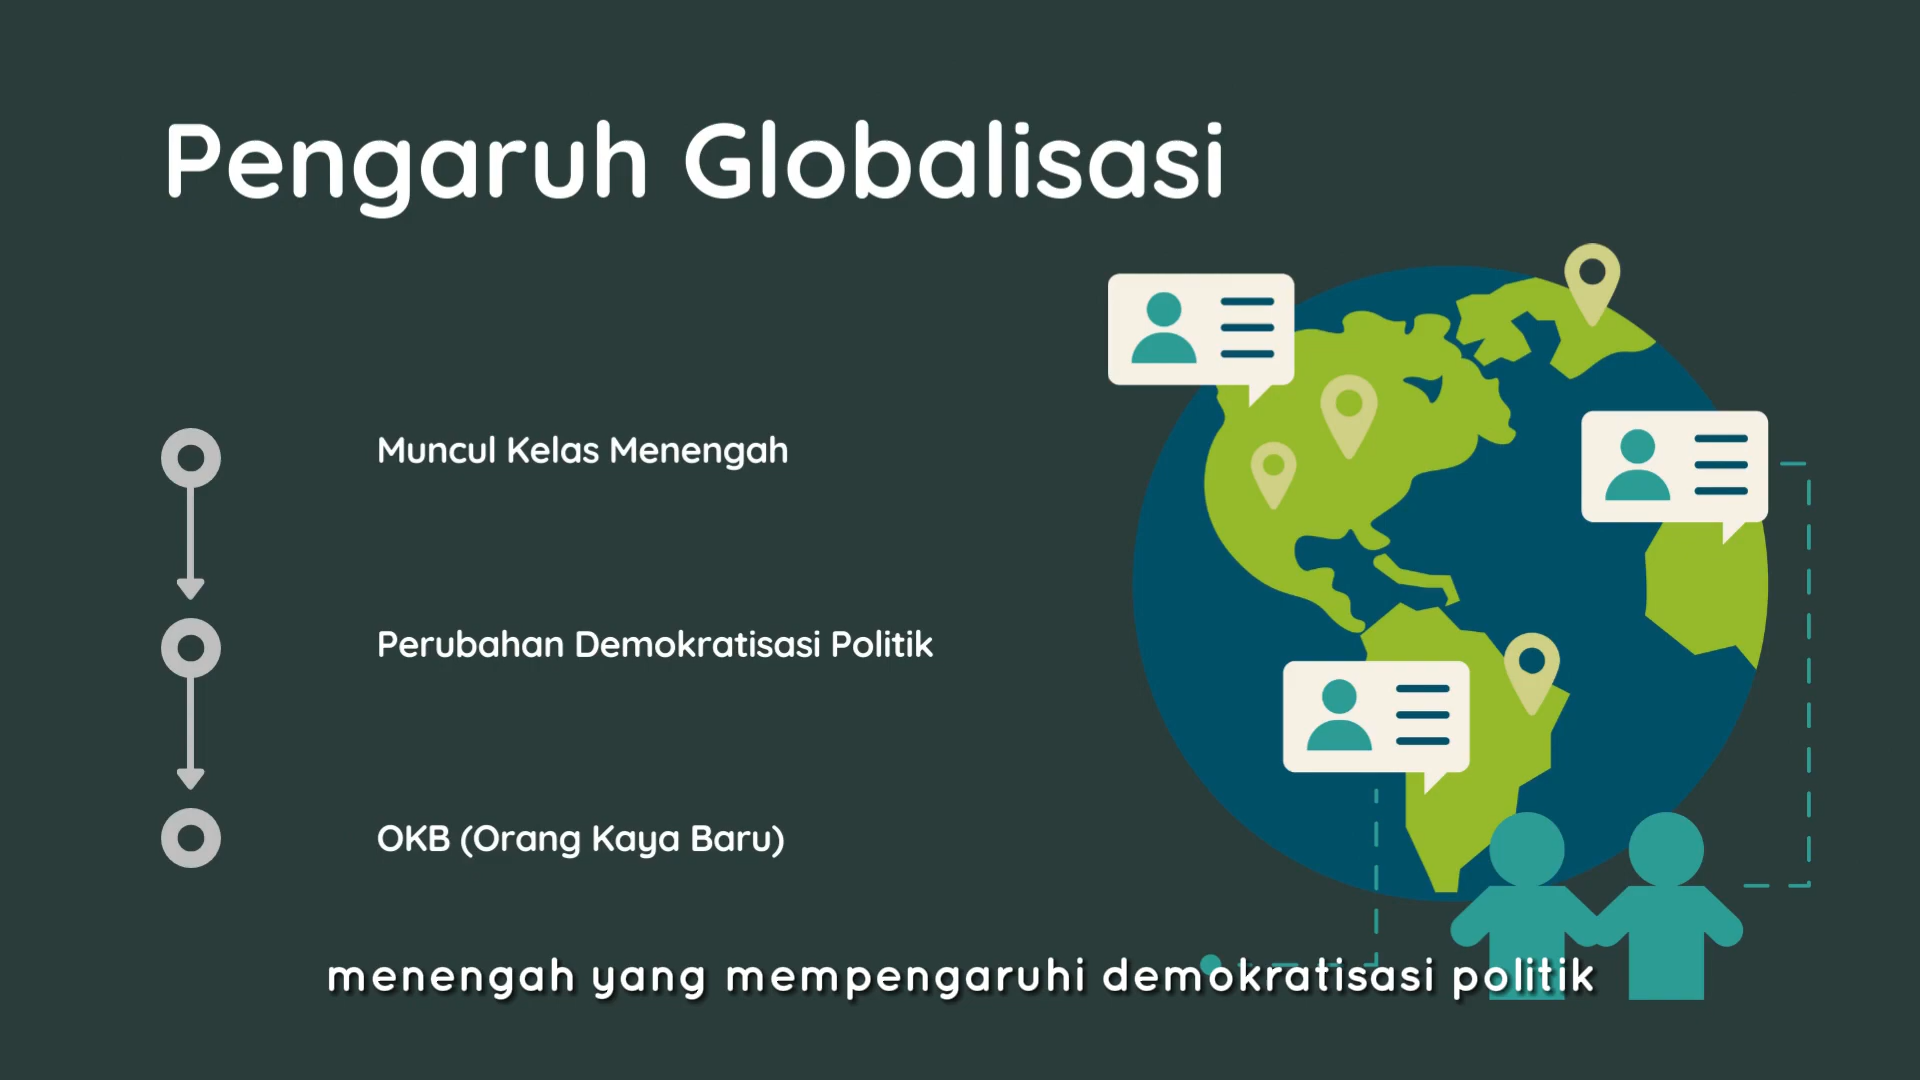 Pengaruh Globalisasi
Muncul Kelas Menengah
Perubahan Demokratisasi Politik
OKB (Orang Kaya Baru)
menengah yang mempengaruhi demokratisasi politik